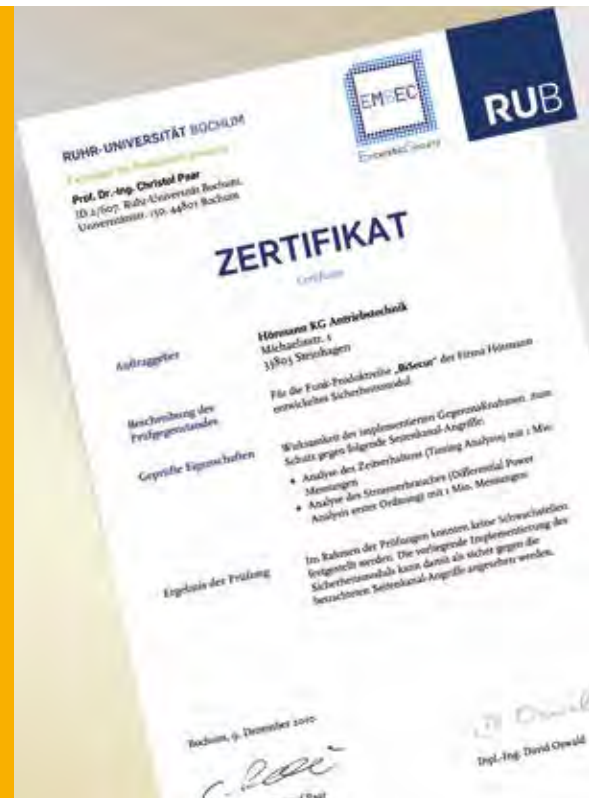 RUHR-UNIVERSITÄT BOCHUM
EMSEC
RUB
Prof. Dr.-Ing. Christof Paar
ID 2/607, Ruhr-Universität Bochum,
Universitätsstr. 150, 44801 Bochum
ZERTIFIKAT
Certificate
Auftraggeber
Hörmann KG Antriebstechnik
Michaelisstr. 1
33803 Steinhagen
Beschreibung des
Prüfgegenstandes
Für die Funk-Produktreihe „BiSecur“ der Firma Hörmann
entwickeltes Sicherheitsmodul
Geprüfte Eigenschaften
Wirksamkeit der implementierten Gegenmaßnahmen zum
Schutz gegen folgende Seitenkanal-Angriffe:
• Analyse des Zeitverhaltens (Timing Analysis) mit 1 Mio.
Messungen
• Analyse des Stromverbrauches (Differential Power
Analysis erster Ordnung) mit 1 Mio. Messungen
Ergebnis der Prüfung
Im Rahmen der Prüfungen konnten keine Schwachstellen
festgestellt werden. Die vorliegende Implementierung des
Sicherheitsmoduls kann damit als sicher gegen die
betrachteten Seitenkanal-Angriffe angesehen werden.
Bochum, 9. Dezember 2010
Dipl.-Ing. David Oswald
Paar